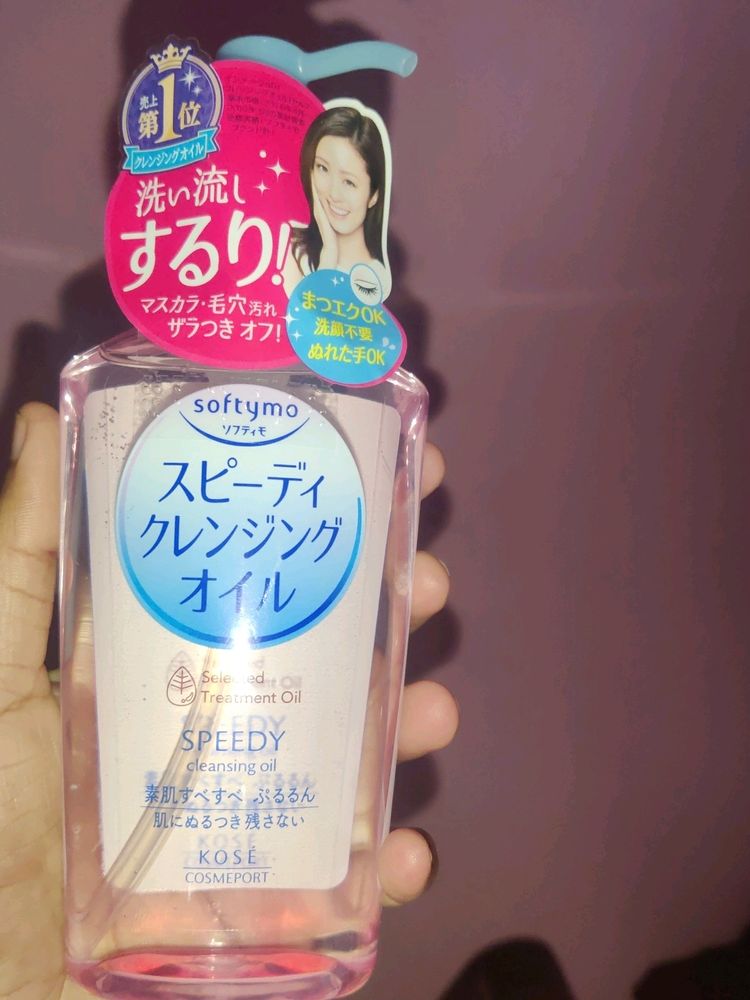 売上
第1位
クレンジングオイル
洗い流し
するり!
マスカラ・毛穴汚れ
ザラつきオフ!
まつエクOK
洗顔不要
ぬれた手OK
softymo
ソフティモ
スピーディ
クレンジング
オイル
Selected
Treatment Oil
SPEEDY
cleansing oil
素肌すべすべ ぷるるん
肌にぬるつき残さない
KOSÉ
COSMEPORT